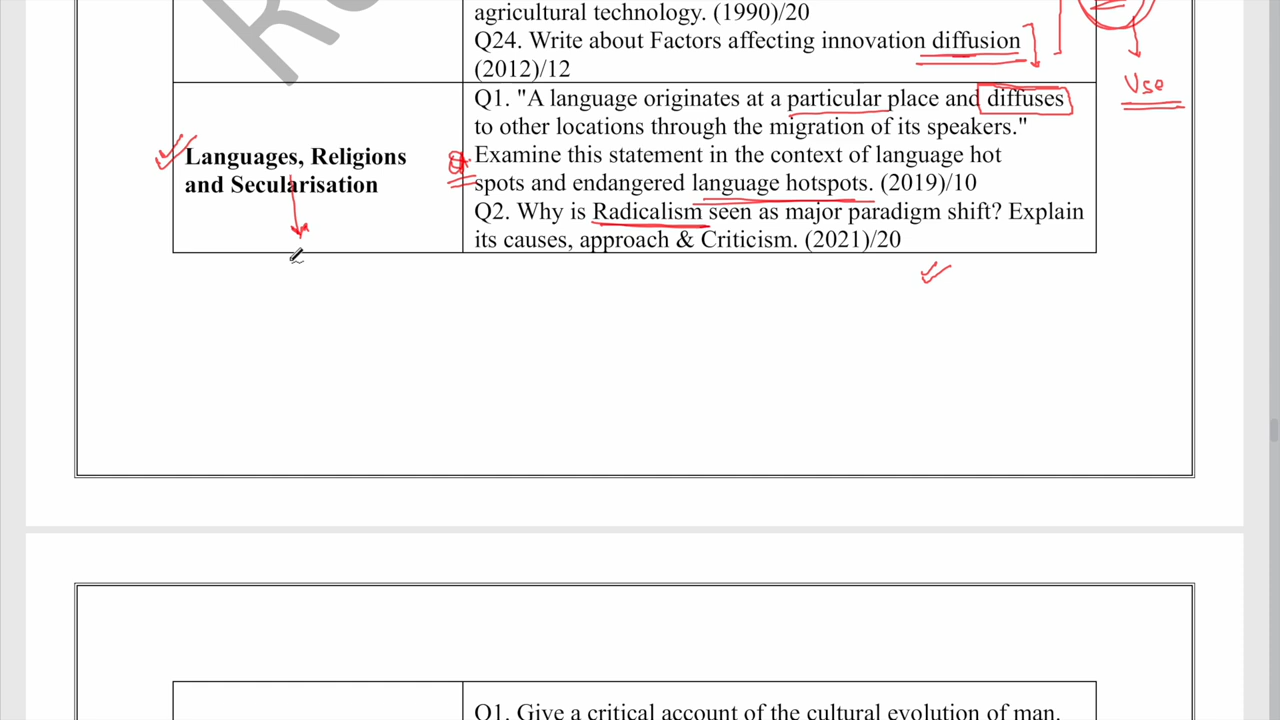 agricultural technology. (1990)/20
Q24. Write about Factors affecting innovation diffusion
(2012)/12
Use
Languages, Religions
and Secularisation
Q1. "A language originates at a particular place and diffuses
to other locations through the migration of its speakers."
Examine this statement in the context of language hot
spots and endangered language hotspots. (2019)/10
Q2. Why is Radicalism seen as major paradigm shift? Explain
its causes, approach & Criticism. (2021)/20
Q1. Give a critical account of the cultural evolution of man.